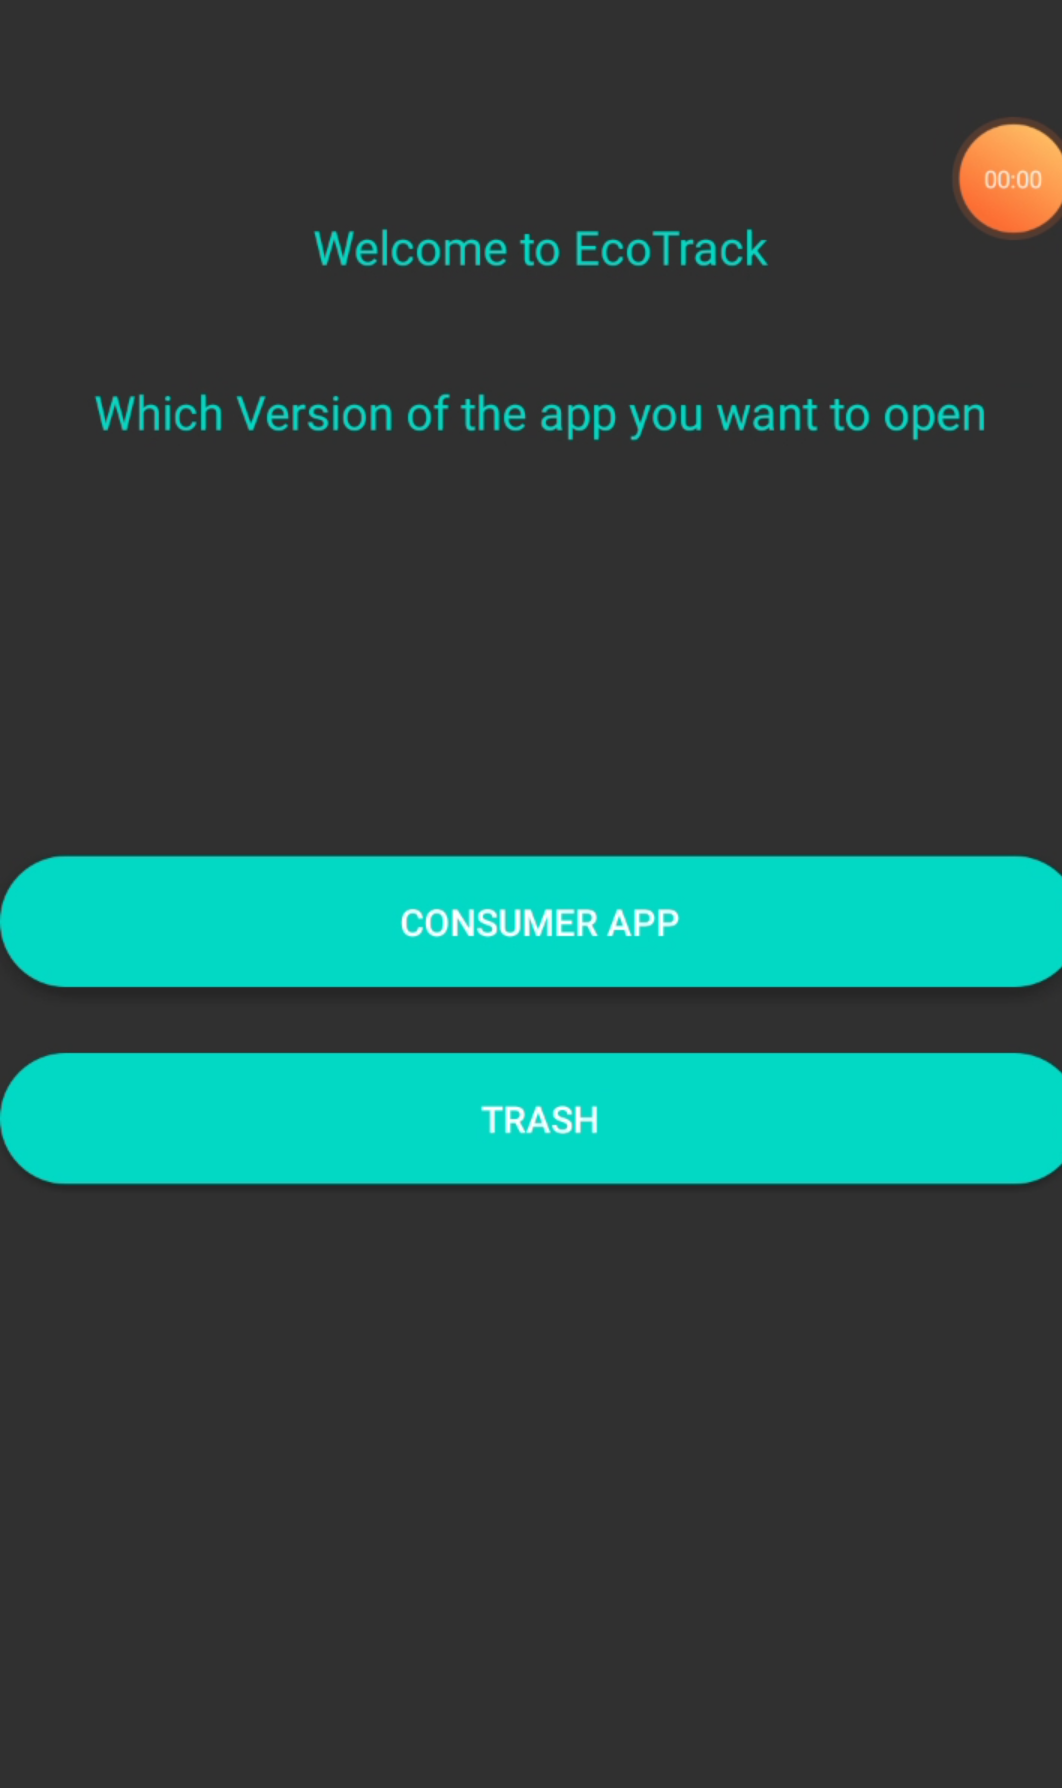 00:00
Welcome to EcoTrack
Which Version of the app you want to open
CONSUMER APP
TRASH